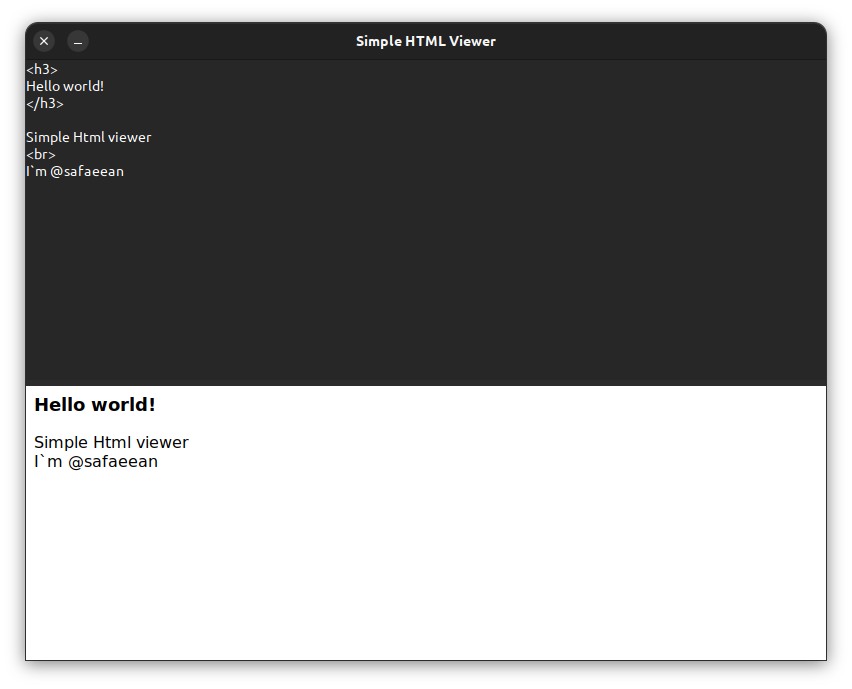 Simple HTML Viewer
<h3>
Hello world!
</h3>
Simple Html viewer
<br>
I`m @safaeean
Hello world!
Simple Html viewer
I`m @safaeean